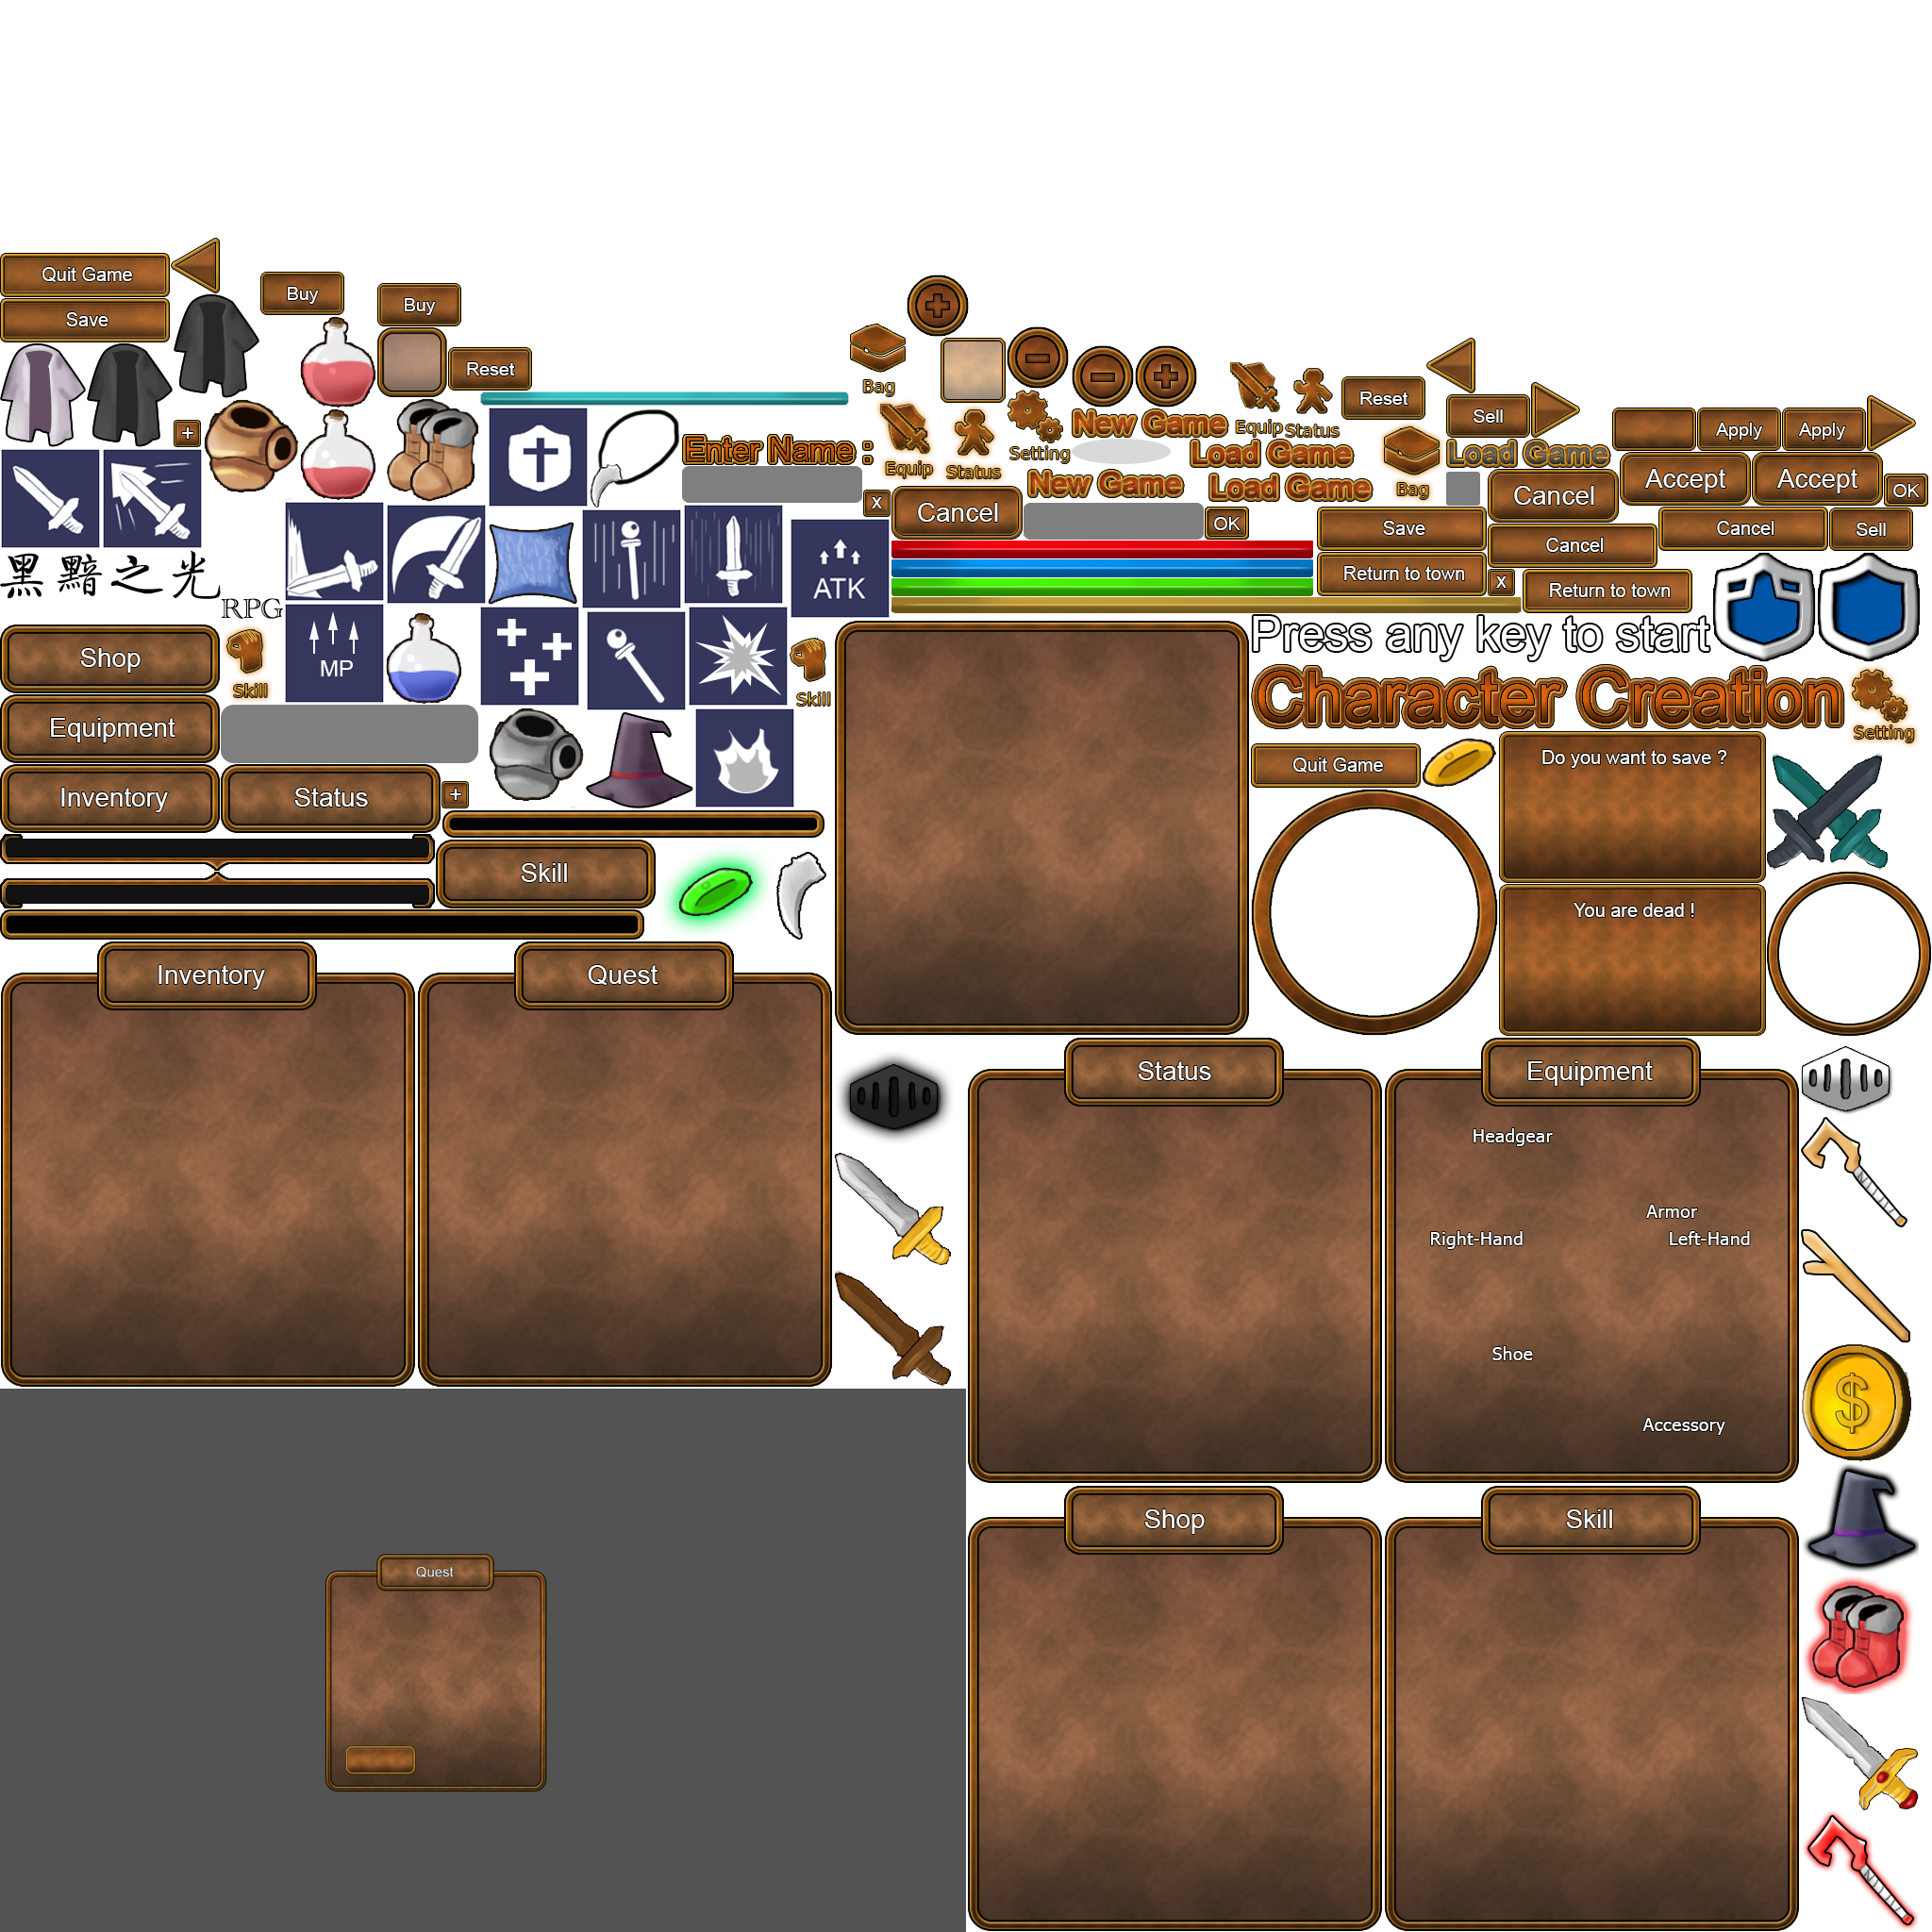 Quit Game
Buy
Buy
Save
Reset
Bag
Reset
Sell
Equip
Status
New Game
Equip
Status
Setting
Apply
Apply
Enter Name :
Load Game
Load Game
Bag
Accept
Accept
New Game
Load Game
Cancel
OK
X
Cancel
OK
Save
Cancel
Sell
Cancel
黑黯之光
RPG
ATK
Return to town
X
Return to town
Press any key to start
Shop
Skill
MP
Skill
Character Creation
Setting
Equipment
Quit Game
Do you want to save ?
Inventory
Status
Skill
You are dead !
Inventory
Quest
Status
Equipment
Headgear
Armor
Right-Hand
Left-Hand
Shoe
$
Accessory
Shop
Skill
Quest